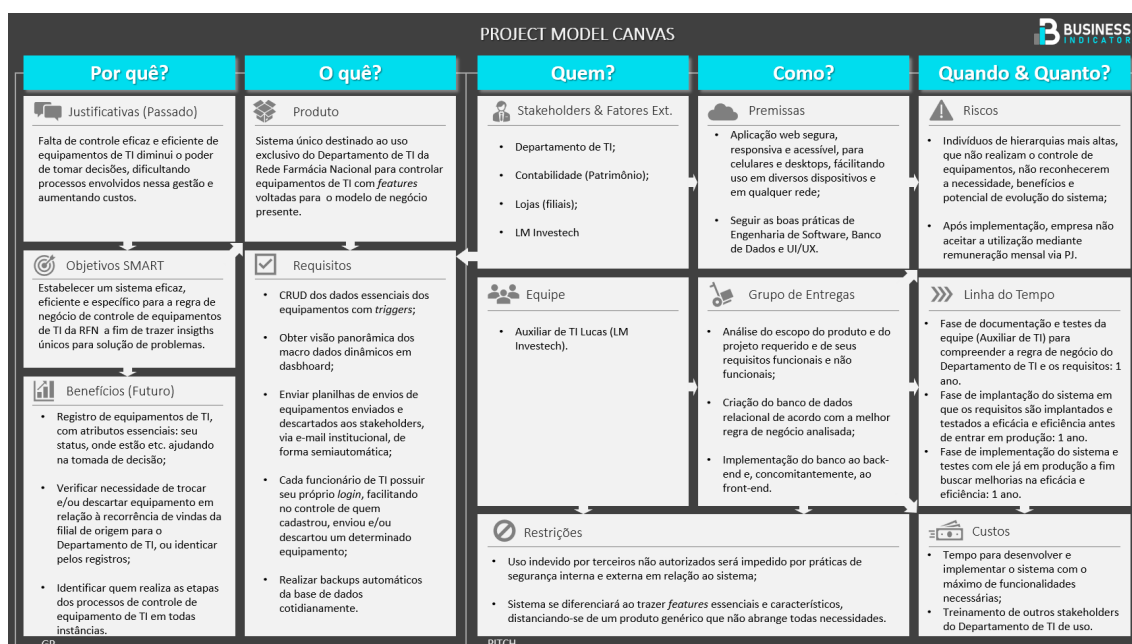 PROJECT MODEL CANVAS
BUSINESS
INDICATOR
Por quê?
O quê?
Quem?
Como?
Quando & Quanto?
Justificativas (Passado)
Falta de controle eficaz e eficiente de
equipamentos de TI diminui o poder
de tomar decisões, dificultando
processos envolvidos nessa gestão e
aumentando custos.
Objetivos SMART
Estabelecer um sistema eficaz,
eficiente e específico para a regra de
negócio de controle de equipamentos
de TI da RFN a fim de trazer insigths
únicos para solução de problemas.
Benefícios (Futuro)
• Registro de equipamentos de TI,
com atributos essenciais: seu
status, onde estão etc. ajudando
na tomada de decisão;
• Verificar necessidade de trocar
e/ou descartar equipamento em
relação à recorrência de vindas da
filial de origem para o
Departamento de TI, ou identicar
pelos registros;
• Identificar quem realiza as etapas
dos processos de controle de
equipamento de TI em todas
instâncias.
Produto
Sistema único destinado ao uso
exclusivo do Departamento de TI da
Rede Farmácia Nacional para controlar
equipamentos de TI com features
voltadas para o modelo de negócio
presente.
Requisitos
• CRUD dos dados essenciais dos
equipamentos com triggers;
• Obter visão panorâmica dos
macro dados dinâmicos em
dasbhoard;
• Enviar planilhas de envios de
equipamentos enviados e
descartados aos stakeholders,
via e-mail institucional, de
forma semiautomática;
• Cada funcionário de TI possuir
seu próprio login, facilitando
no controle de quem
cadastrou, enviou e/ou
descartou um determinado
equipamento;
• Realizar backups automáticos
da base de dados
cotidianamente.
Stakeholders & Fatores Ext.
• Departamento de TI;
• Contabilidade (Patrimônio);
• Lojas (filiais);
• LM Investech
Equipe
• Auxiliar de TI Lucas (LM
Investech).
Premissas
• Aplicação web segura,
responsiva e acessível, para
celulares e desktops, fácilitando
uso em diversos dispositivos e
em qualquer rede;
• Seguir as boas práticas de
Engenharia de Software, Banco
de Dados e UI/UX.
Grupo de Entregas
• Análise do escopo do produto e do
projeto requerido e de seus
requisitos funcionais e não
funcionais;
• Criação do banco de dados
relacional de acordo com a melhor
regra de negócio analisada;
• Implementação do banco ao back-
end e, concomitantemente, ao
front-end.
Restrições
• Uso indevido por terceiros não autorizados será impedido por práticas de
segurança interna e externa em relação ao sistema;
• Sistema se diferenciará ao trazer features essenciais e característicos,
distanciando-se de um produto genérico que não abrange todas necessidades.
Riscos
• Indivíduos de hierarquias mais altas,
que não realizam o controle de
equipamentos, não reconhecerem
a necessidade, benefícios e
potencial de evolução do sistema;
• Após implementação, empresa não
aceitar a utilização mediante
remuneração mensal via PJ.
Linha do Tempo
• Fase de documentação e testes da
equipe (Auxiliar de TI) para
compreender a regra de negócio do
Departamento de TI e os requisitos: 1
ano.
• Fase de implantação do sistema em
que os requisitos são implantados e
testados a eficácia e eficiência antes
de entrar em produção: 1 ano.
• Fase de implementação do sistema e
testes com ele já em produção a fim
buscar melhorias na eficácia e
eficiência: 1 ano.
Custos
• Tempo para desenvolver e
implementar o sistema com o
máximo de funcionalidades
necessárias;
• Treinamento de outros stakeholders
do Departamento de TI de uso.
GP
PITCH